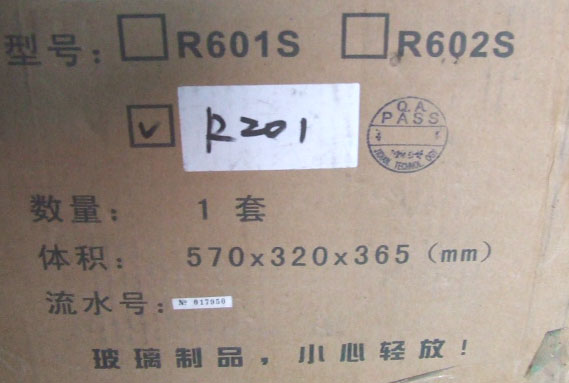 型号: R601S R602S
R201
Q.A
PASS
数量: 1 套
体积: 570x320x365 (mm)
流水号: № 817950
玻璃制品，小心轻放!